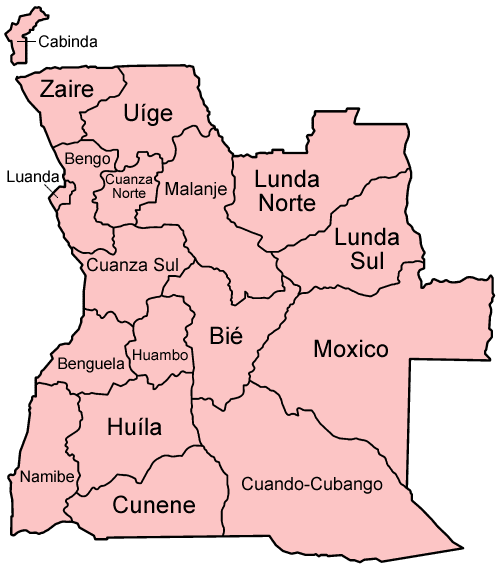 Cabinda
Zaire
Uíge
Bengo
Luanda
Cuanza
Norte
Malanje
Lunda
Norte
Lunda
Sul
Cuanza Sul
Bié
Moxico
Benguela
Huambo
Huíla
Namibe
Cunene
Cuando-Cubango